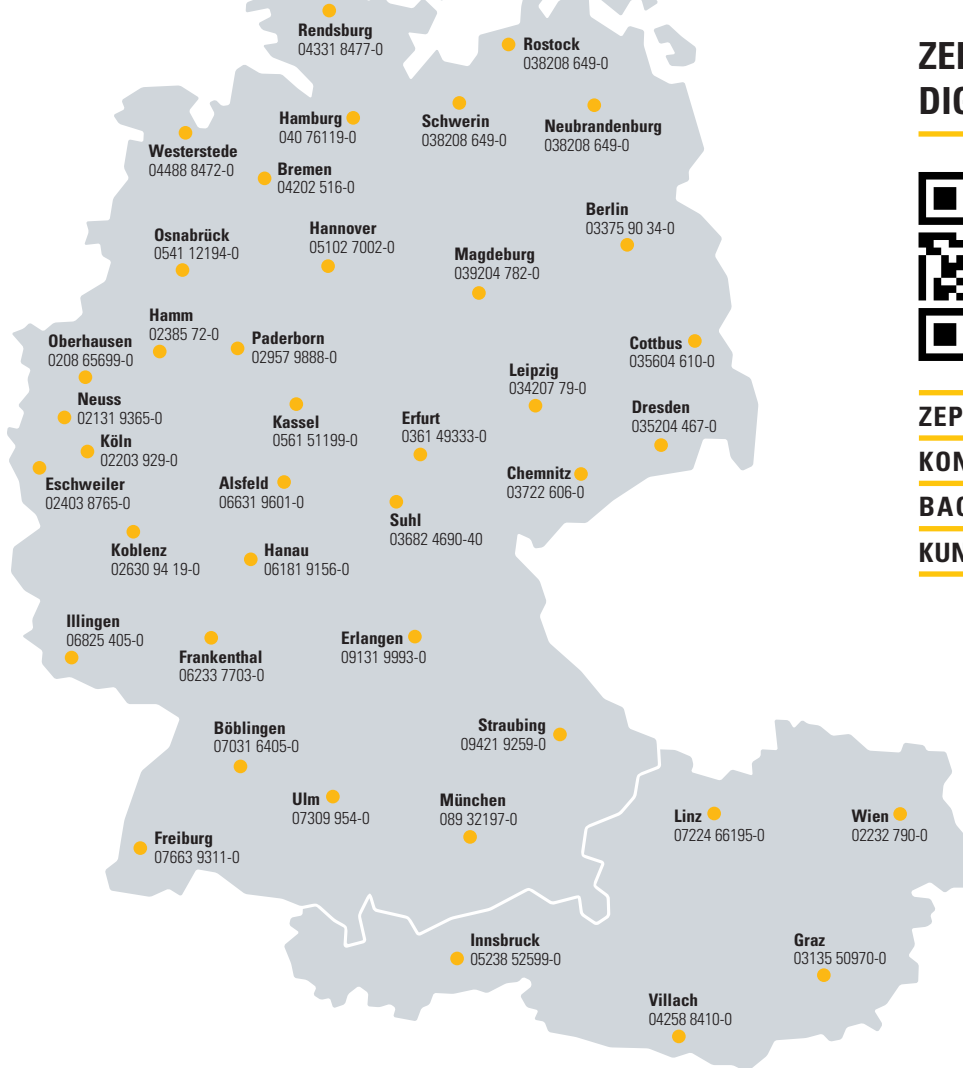 Rendsburg
04331 8477-0
Rostock
038208 649-0
Hamburg
040 76119-0
Schwerin
038208 649-0
Neubrandenburg
038208 649-0
Westerstede
04488 8472-0
Bremen
04202 516-0
Berlin
03375 90 34-0
Osnabrück
0541 12194-0
Hannover
05102 7002-0
Magdeburg
039204 782-0
Hamm
02385 72-0
Oberhausen
0208 65699-0
Paderborn
02957 9888-0
Cottbus
035604 610-0
Leipzig
034207 79-0
Neuss
02131 9365-0
Kassel
0561 51199-0
Erfurt
0361 49333-0
Dresden
035204 467-0
Köln
02203 929-0
Eschweiler
02403 8765-0
Alsfeld
06631 9601-0
Chemnitz
03722 606-0
Suhl
03682 4690-40
Koblenz
02630 94 19-0
Hanau
06181 9156-0
Illingen
06825 405-0
Frankenthal
06233 7703-0
Erlangen
09131 9993-0
Böblingen
07031 6405-0
Straubing
09421 9259-0
Ulm
07309 954-0
München
089 32197-0
Freiburg
07663 9311-0
Linz
07224 66195-0
Wien
02232 790-0
Innsbruck
05238 52599-0
Graz
03135 50970-0
Villach
04258 8410-0